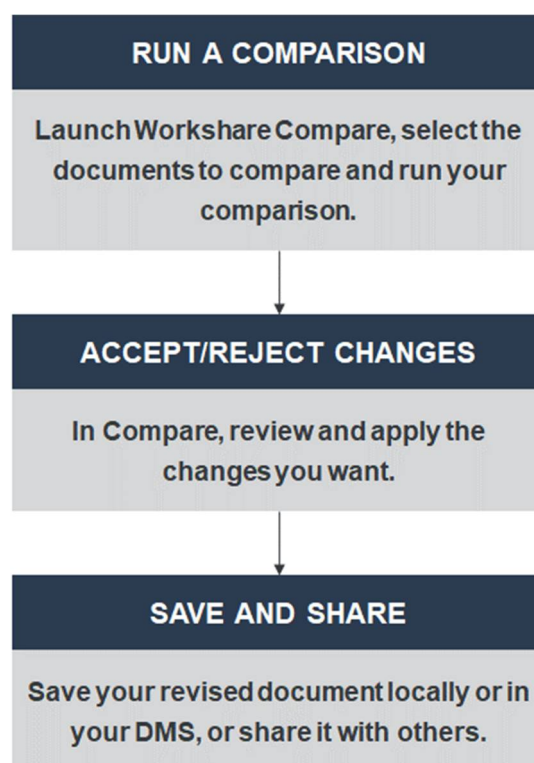 RUN A COMPARISON
Launch Workshare Compare, select the
documents to compare and run your
comparison.
ACCEPT/REJECT CHANGES
In Compare, review and apply the
changes you want.
SAVE AND SHARE
Save your revised document locally or in
your DMS, or share it with others.